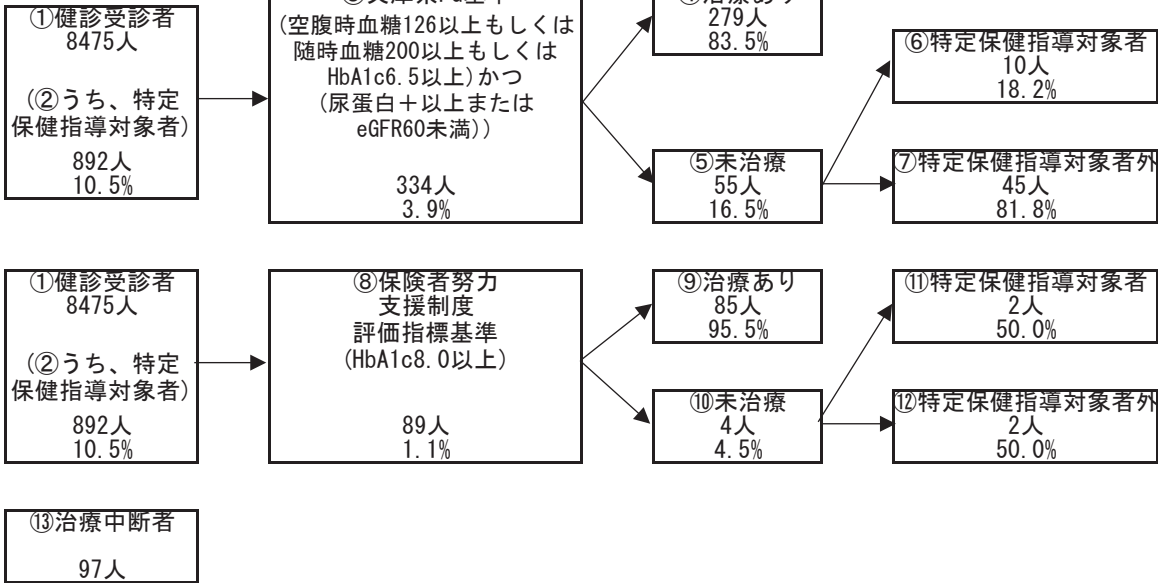 ①健診受診者
8475人
(②うち、特定
保健指導対象者)
892人
10.5%
(空腹時血糖126以上もしくは
随時血糖200以上もしくは
HbA1c6.5以上)かつ
(尿蛋白+以上または
eGFR60未満))
334人
3.9%
279人
83.5%
⑤未治療
55人
16.5%
⑥特定保健指導対象者
10人
18.2%
⑦特定保健指導対象者外
45人
81.8%
①健診受診者
8475人
(②うち、特定
保健指導対象者)
892人
10.5%
⑧保険者努力
支援制度
評価指標基準
(HbA1c8.0以上)
89人
1.1%
⑨治療あり
85人
95.5%
⑩未治療
4人
4.5%
⑪特定保健指導対象者
2人
50.0%
⑫特定保健指導対象者外
2人
50.0%
⑬治療中断者
97人